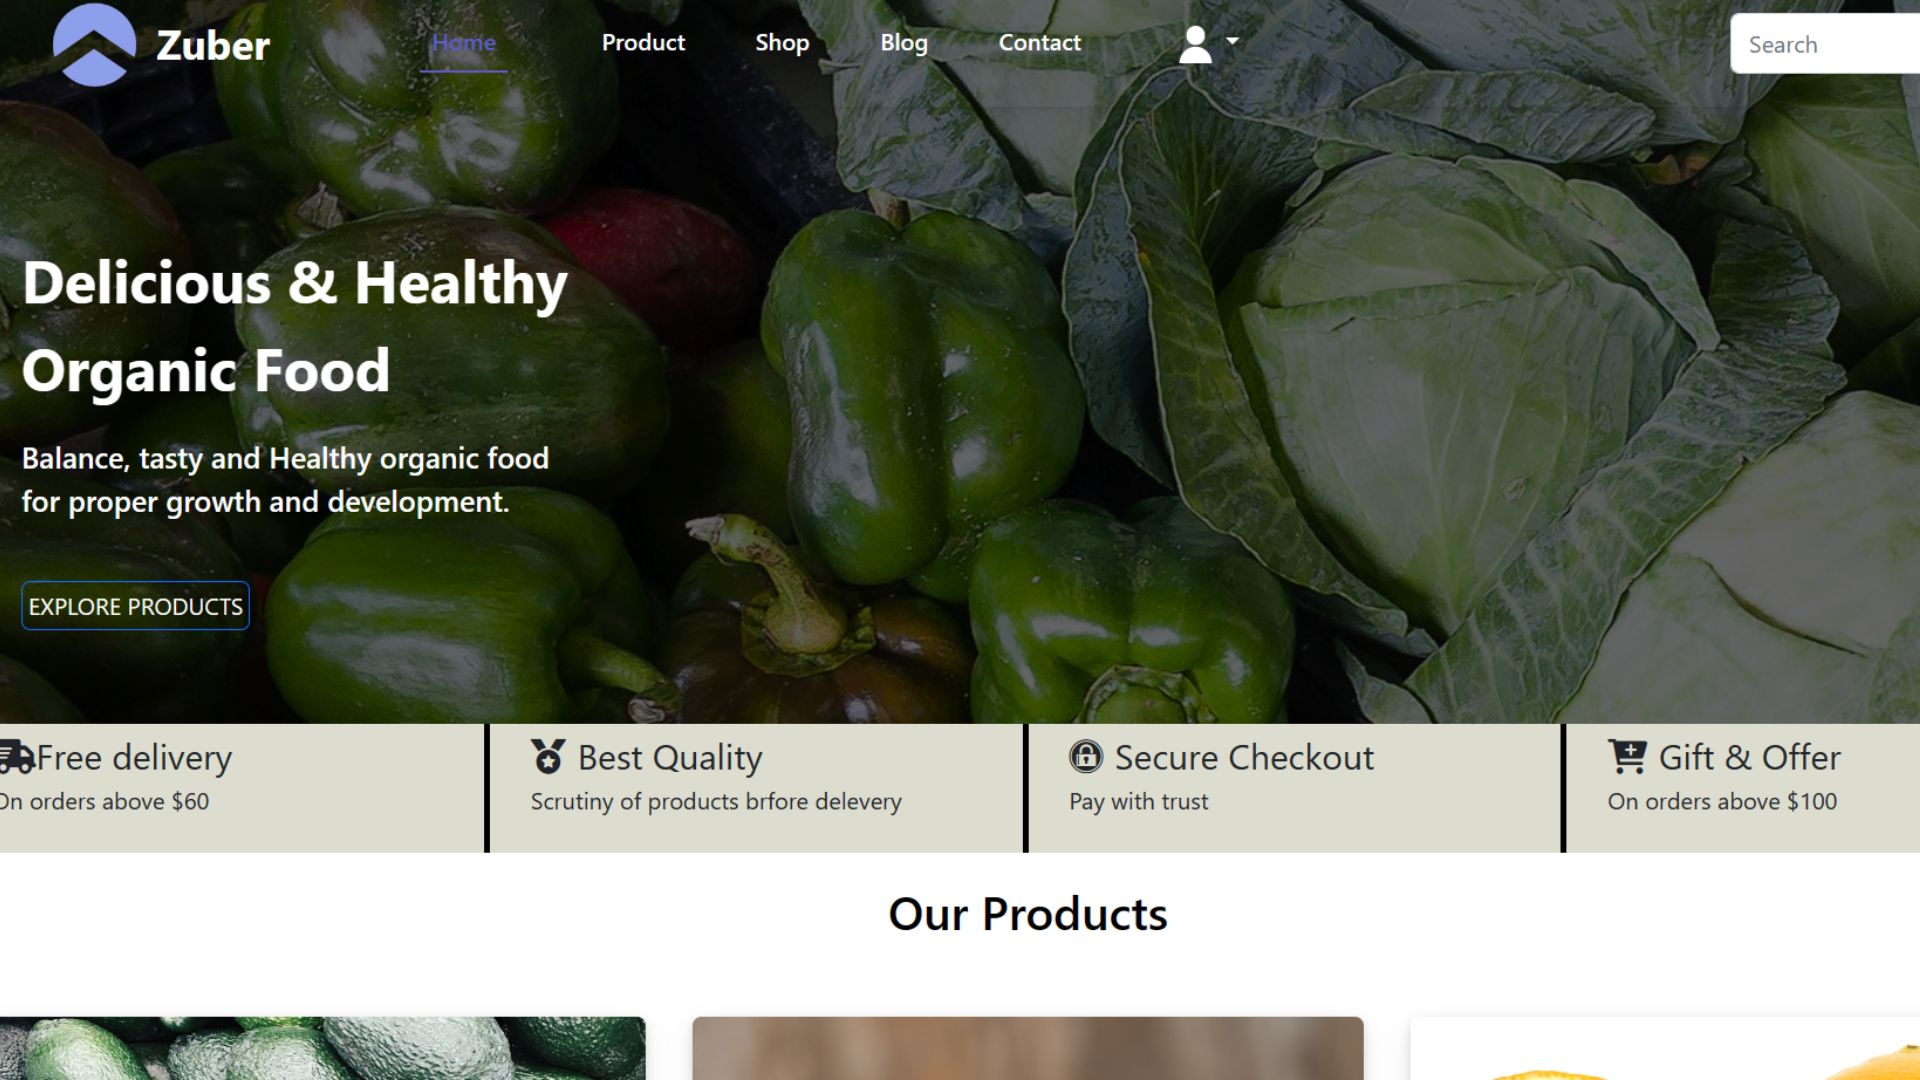 Zuber
Home
Product
Shop
Blog
Contact
Search
Delicious & Healthy
Organic Food
Balance, tasty and Healthy organic food
for proper growth and development.
EXPLORE PRODUCTS
Free delivery
On orders above $60
Best Quality
Scrutiny of products brfore delevery
Secure Checkout
Pay with trust
Gift & Offer
On orders above $100
Our Products